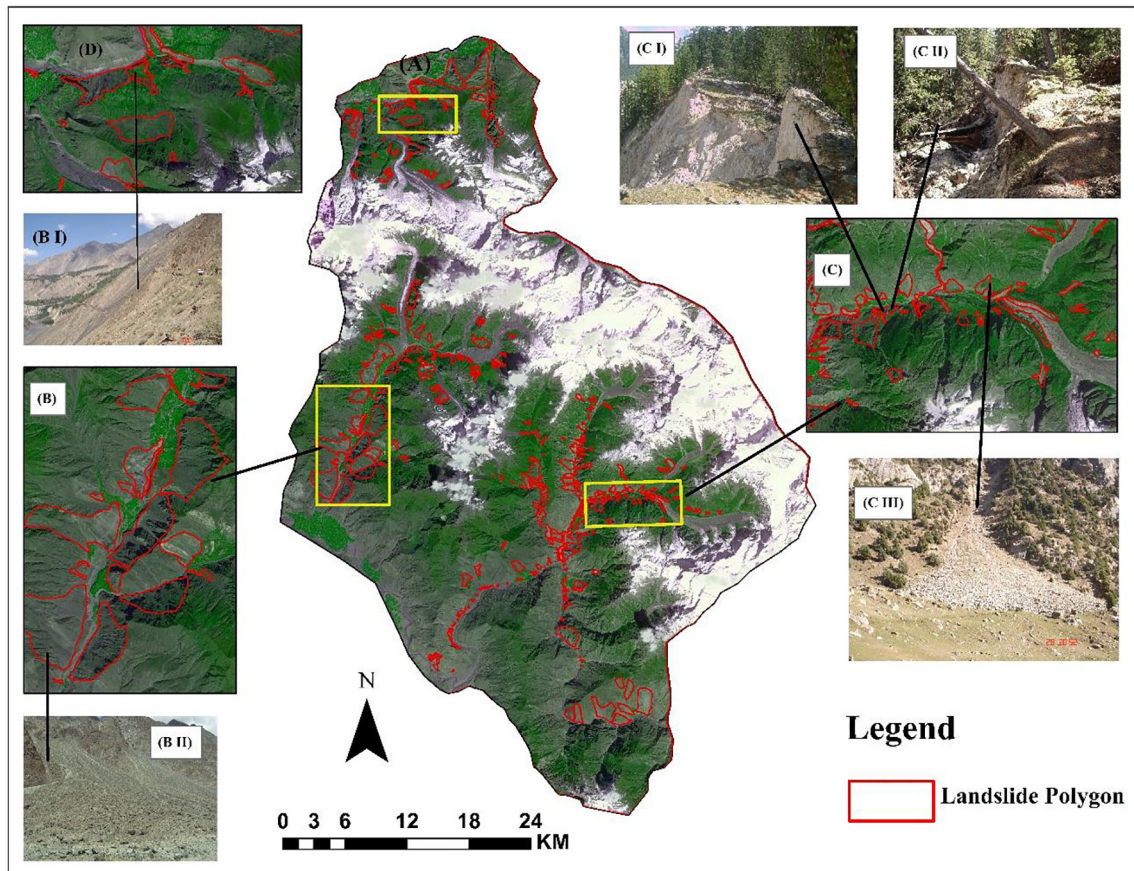 (D)
(A)
(C I)
(C II)
(B I)
(C)
(B)
(C III)
N
(B II)
Legend
Landslide Polygon
0 3 6 12 18 24
KM